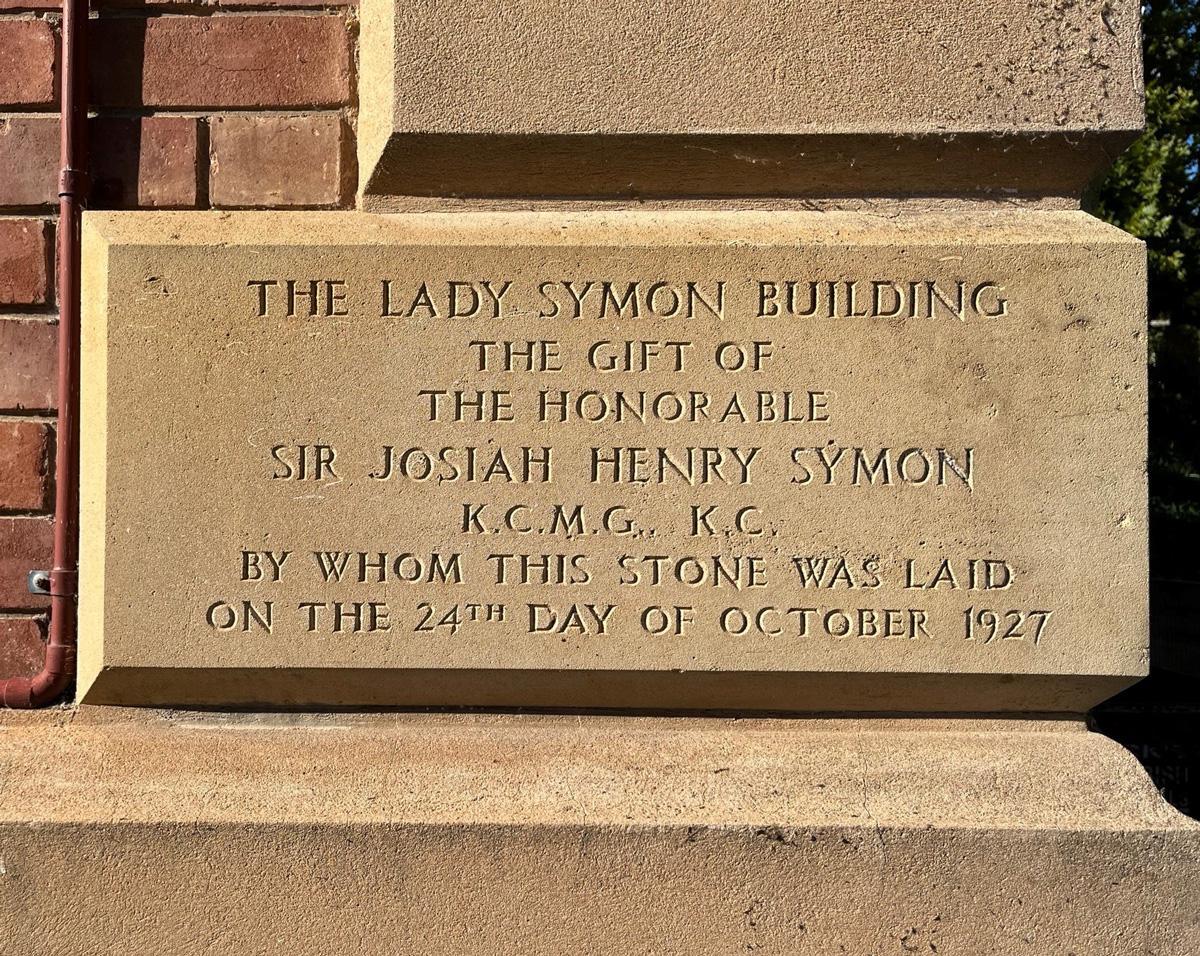 THE LADY SYMON BUILDING
THE GIFT OF
THE HONORABLE
SIR JOSIAH HENRY SYMON
K.C.M.G., K.C.
BY WHOM THIS STONE WAS LAID
ON THE 24TH DAY OF OCTOBER 1927